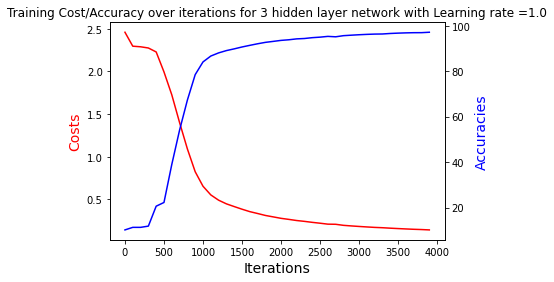 Training Cost/Accuracy over iterations for 3 hidden layer network with Learning rate =1.0
2.5
2.0
1.5
1.0
0.5
Costs
100
80
60
40
20
Accuracies
0 500 1000 1500 2000 2500 3000 3500 4000
Iterations